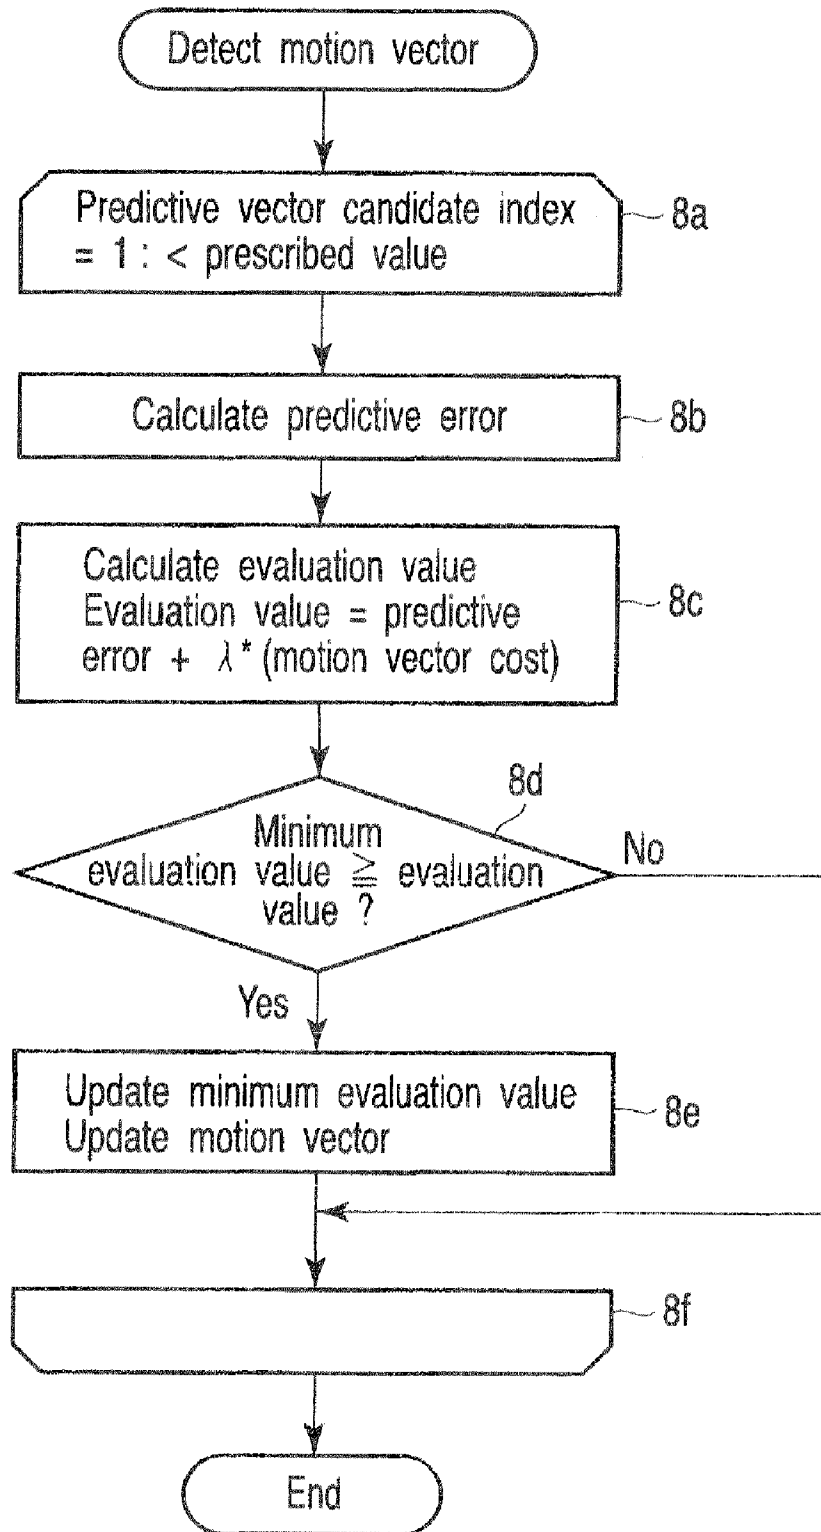 Detect motion vector
Predictive vector candidate index
= 1 : < prescribed value
8a
Calculate predictive error
8b
Calculate evaluation value
Evaluation value = predictive
error + λ* (motion vector cost)
8c
8d
Minimum
evaluation value ≧ evaluation
value ?
No
Yes
Update minimum evaluation value
Update motion vector
8e
8f
End